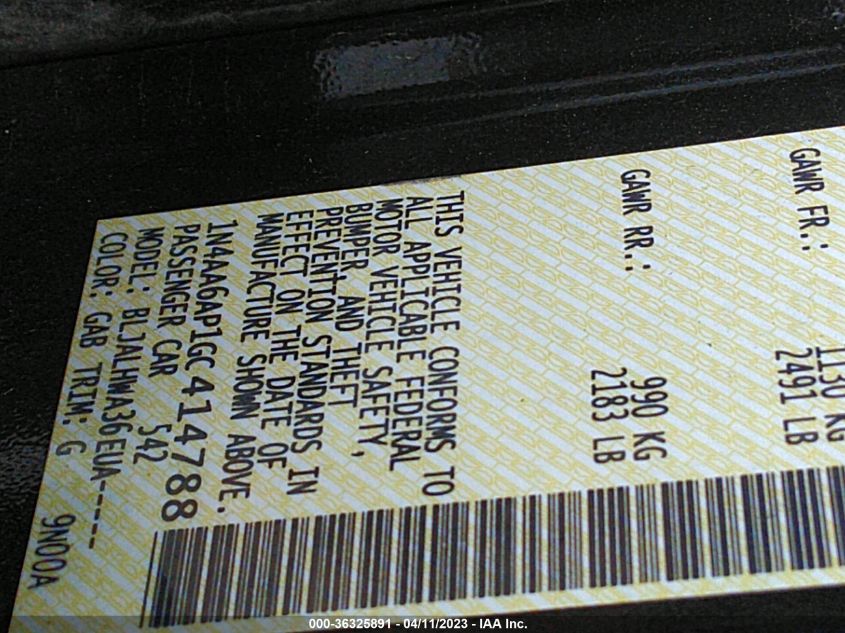 GAWR FR.: 1130 KG
2491 LB
GAWR RR.: 990 KG
2183 LB
THIS VEHICLE CONFORMS TO
ALL APPLICABLE FEDERAL
MOTOR VEHICLE SAFETY,
BUMPER AND THEFT
PREVENTION STANDARDS IN
EFFECT ON THE DATE OF
MANUFACTURE SHOWN ABOVE.
1N4AA6AP1GC414788
PASSENGER CAR 542
MODEL: BLJALHWA36EUA-----
COLOR: GAB TRIM: G
9N00A
000-36325891 - 04/11/2023 - IAA Inc.